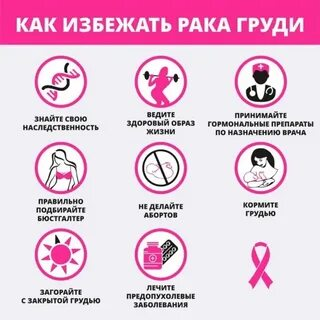 КАК ИЗБЕЖАТЬ РАКА ГРУДИ
ЗНАЙТЕ СВОЮ
НАСЛЕДСТВЕННОСТЬ
ВЕДИТЕ
ЗДОРОВЫЙ ОБРАЗ
ЖИЗНИ
ПРИНИМАЙТЕ
ГОРМОНАЛЬНЫЕ ПРЕПАРАТЫ
ПО НАЗНАЧЕНИЮ ВРАЧА
ПРАВИЛЬНО
ПОДБИРАЙТЕ
БЮСТГАЛТЕР
НЕ ДЕЛАЙТЕ
АБОРТОВ
КОРМИТЕ
ГРУДЬЮ
ЗАГОРАЙТЕ
С ЗАКРЫТОЙ ГРУДЬЮ
ЛЕЧИТЕ
ПРЕДОПУХОЛЕВЫЕ
ЗАБОЛЕВАНИЯ